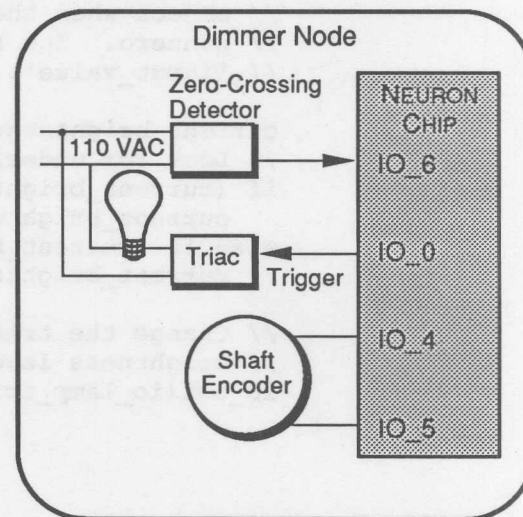 Dimmer Node
Zero-Crossing
Detector
NEURON
CHIP
110 VAC
IO_6
IO_0
Triac
Trigger
IO_4
Shaft
Encoder
IO_5